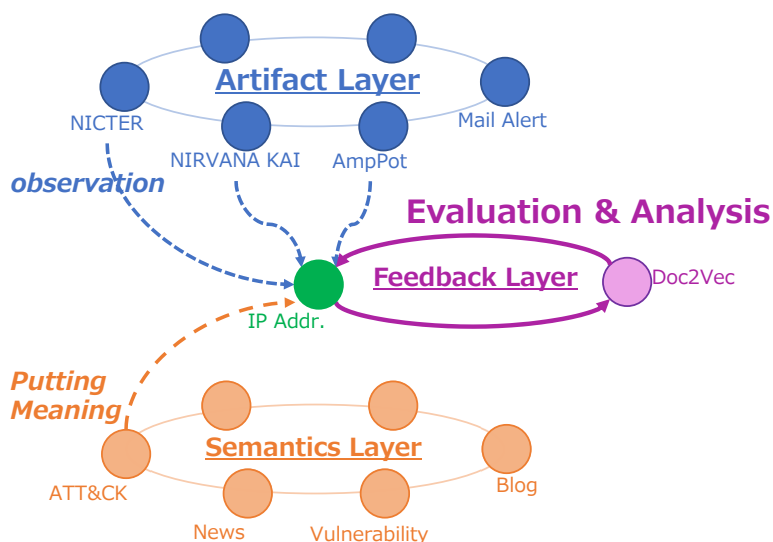 Artifact Layer
NICTER
Mail Alert
NIRVANA KAI
AmpPot
observation
Evaluation & Analysis
Feedback Layer
Doc2Vec
IP Addr.
Putting
Meaning
Semantics Layer
ATT&CK
Blog
News
Vulnerability